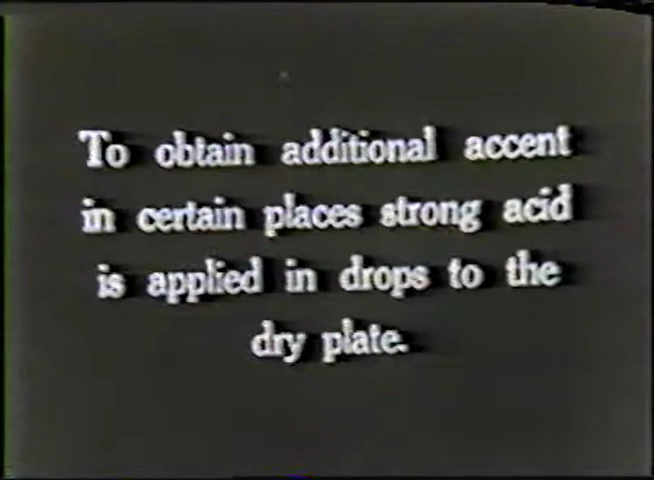 To obtain additional accent
in certain places strong acid
is applied in drops to the
dry plate.